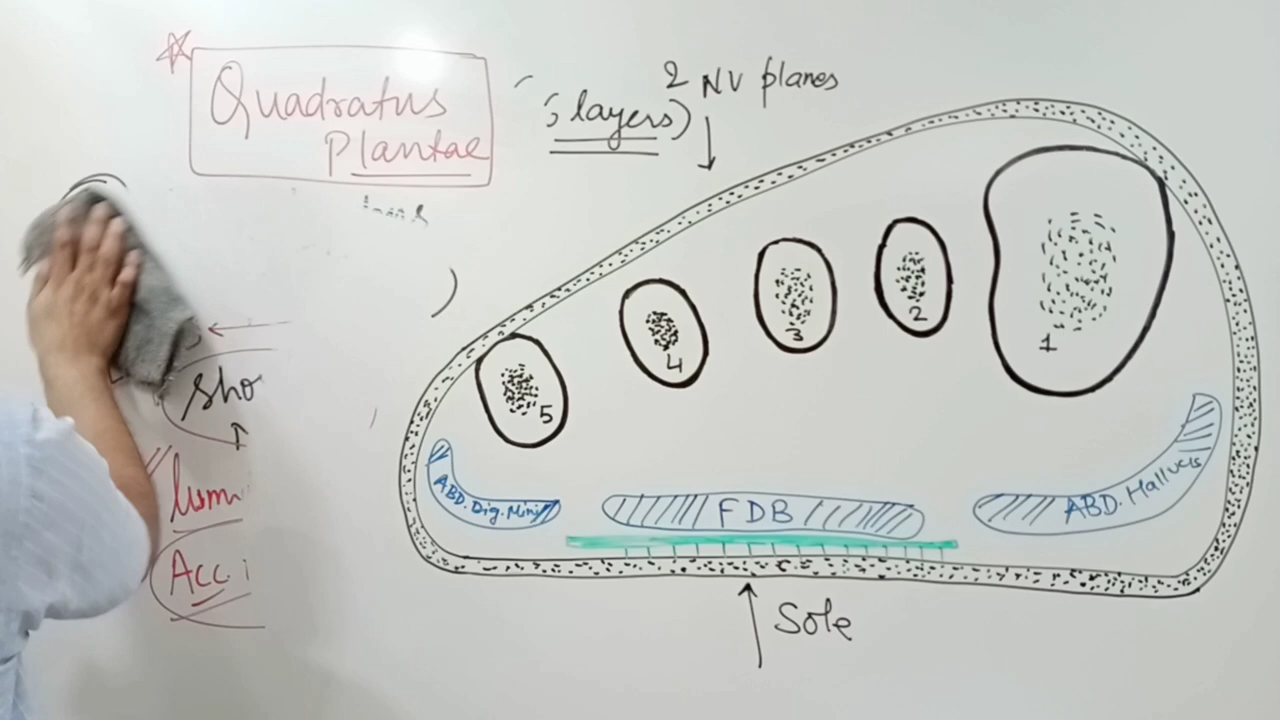 Quadratus
Plantae
layers)
2 NV planes
5
4
3
2
1
Sho
lum
Acc.
ABD. Dig. Mini
FDB
ABD. Hallucis
Sole